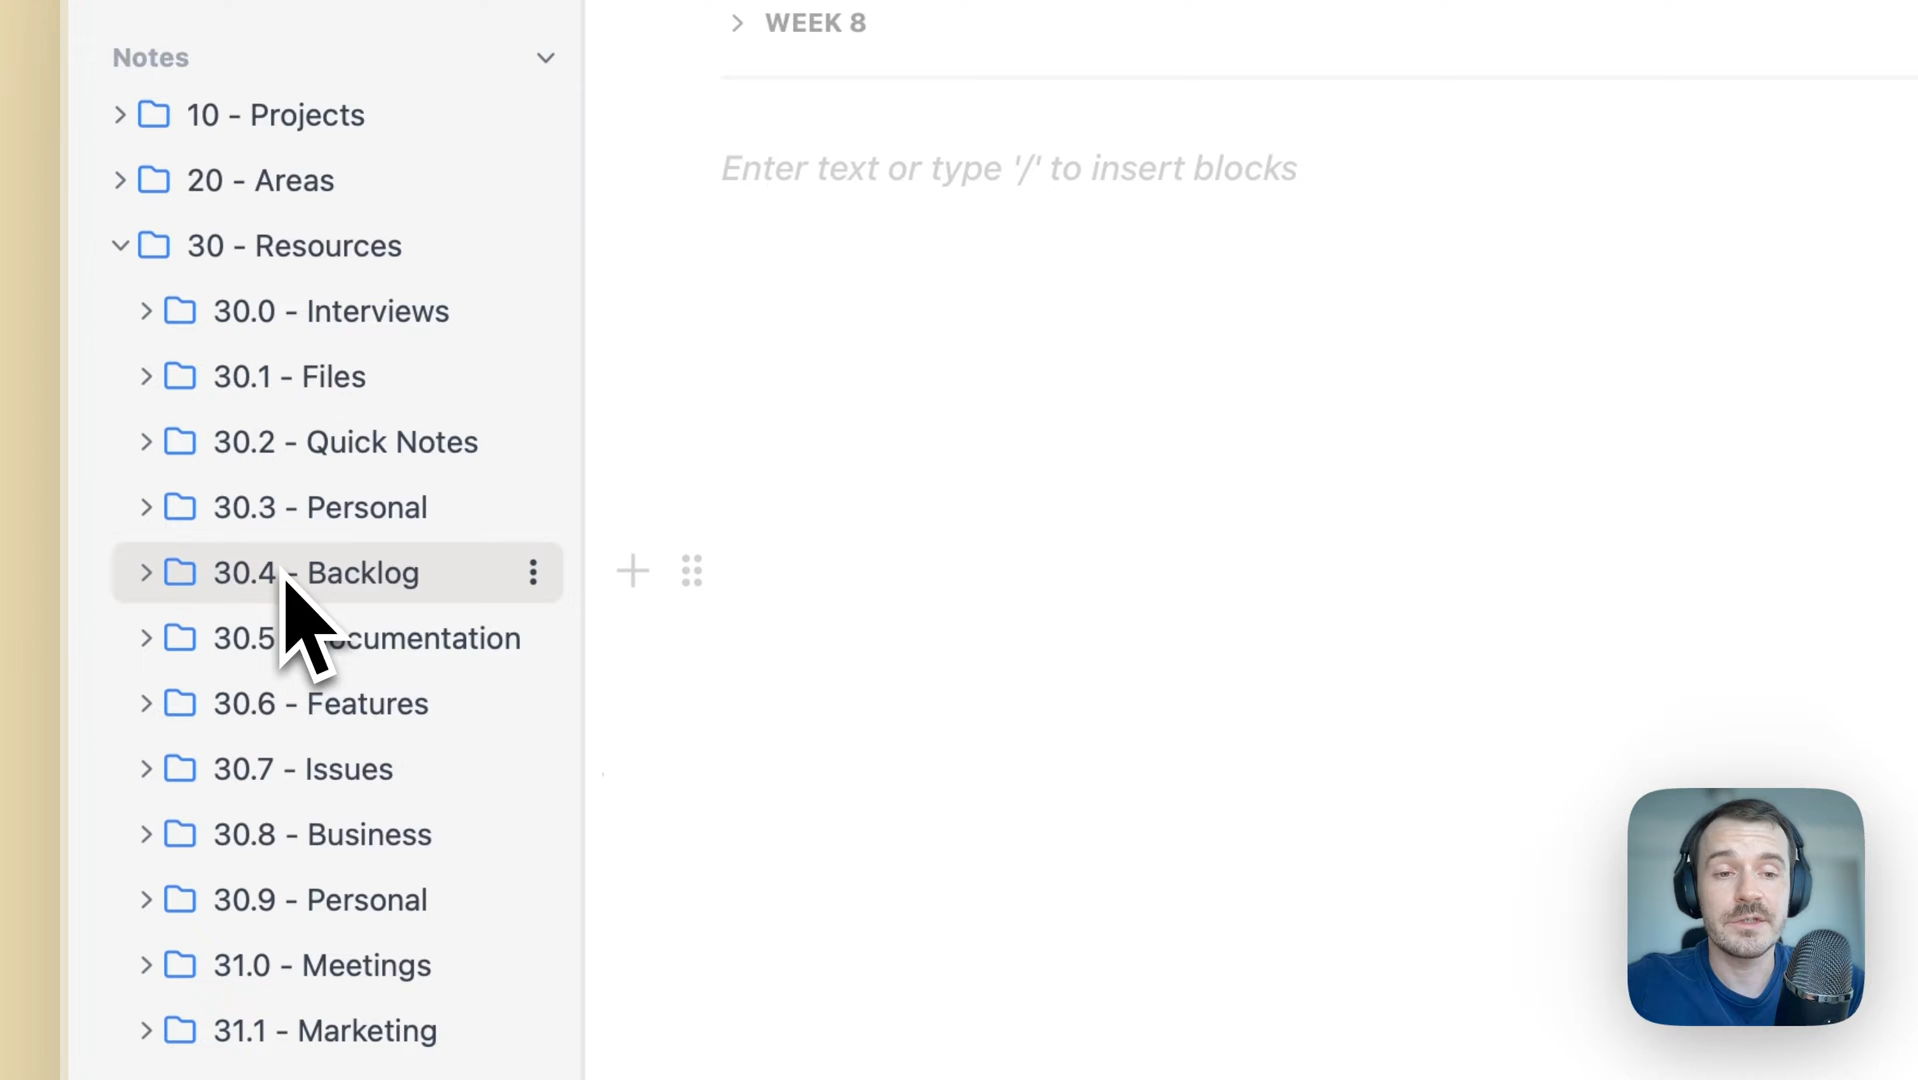 WEEK 8
Notes
10 - Projects
Enter text or type '/' to insert blocks
20 - Areas
30 - Resources
30.0 - Interviews
30.1 - Files
30.2 - Quick Notes
30.3 - Personal
30.4 - Backlog
30.5 ocumentation
30.6 - Features
30.7 - Issues
30.8 - Business
30.9 - Personal
31.0 - Meetings
31.1 - Marketing